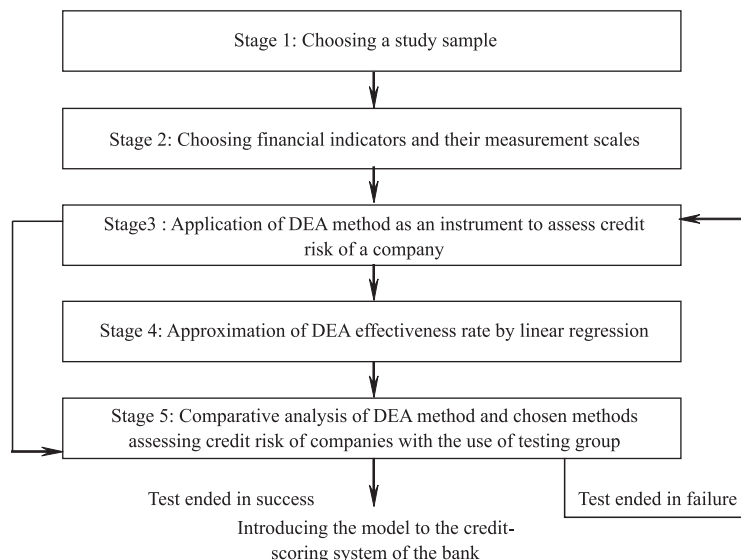 Stage 1: Choosing a study sample
Stage 2: Choosing financial indicators and their measurement scales
Stage3 : Application of DEA method as an instrument to assess credit
risk of a company
Stage 4: Approximation of DEA effectiveness rate by linear regression
Stage 5: Comparative analysis of DEA method and chosen methods
assessing credit risk of companies with the use of testing group
Test ended in success
Test ended in failure
Introducing the model to the credit-
scoring system of the bank